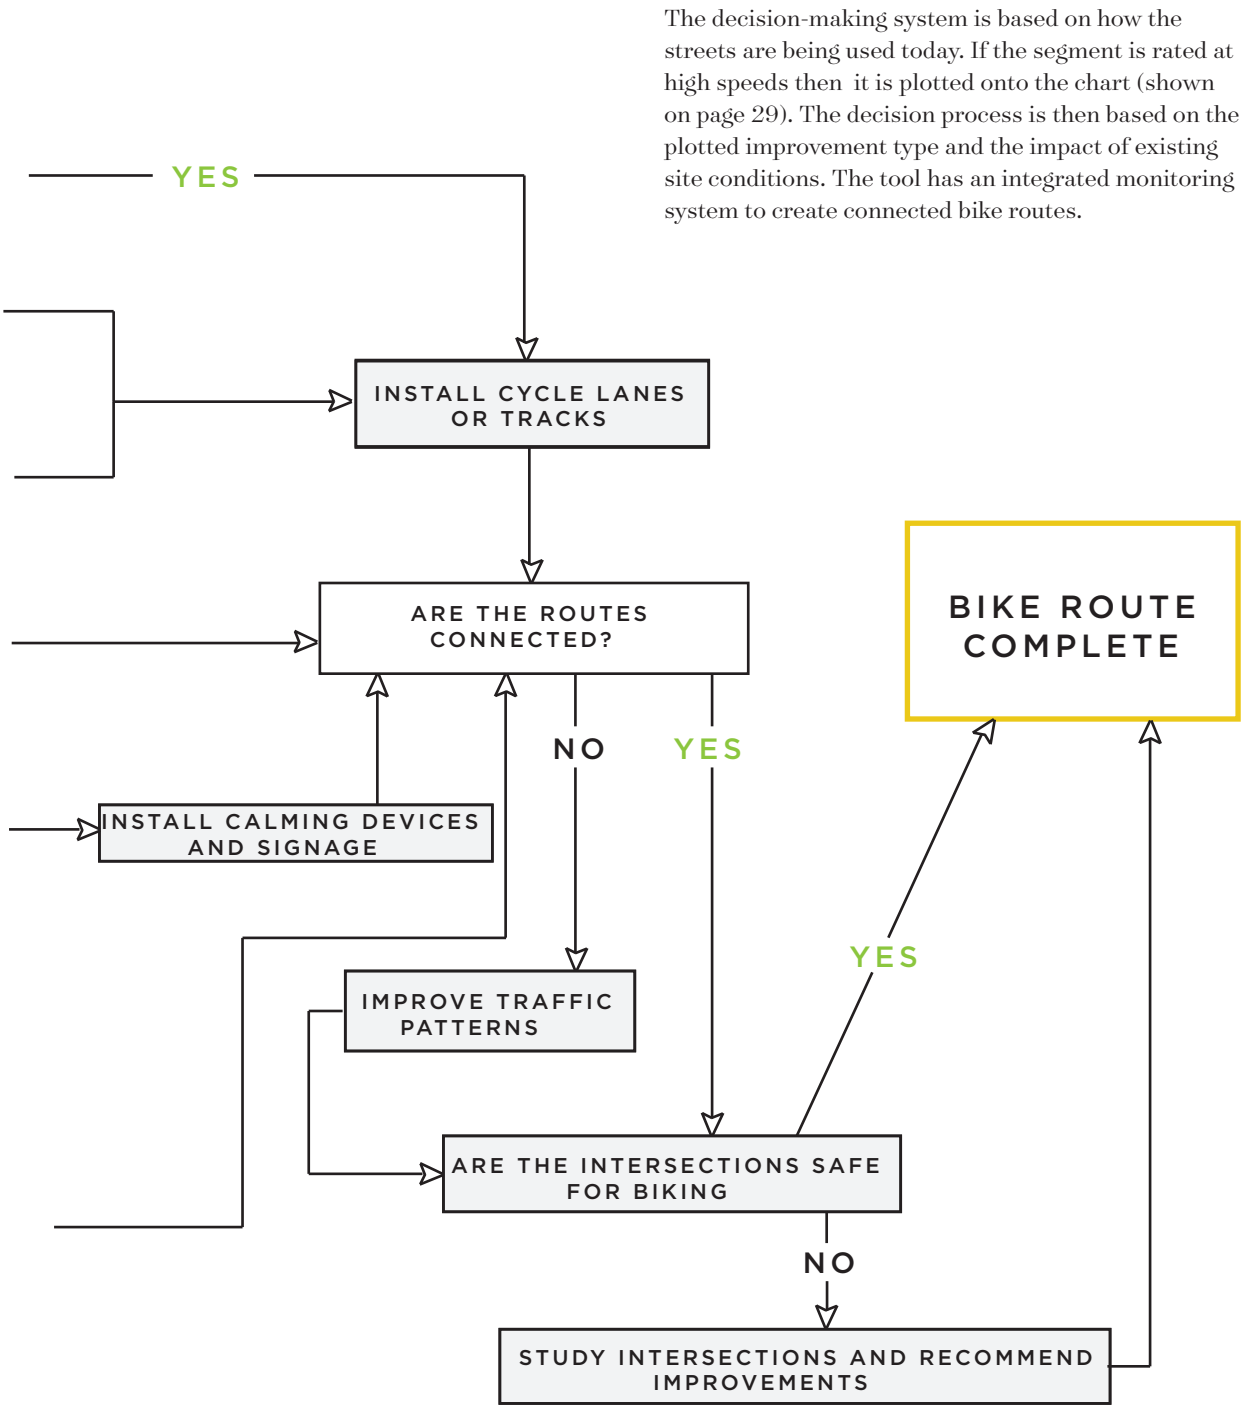 The decision-making system is based on how the
streets are being used today. If the segment is rated at
high speeds then it is plotted onto the chart (shown
on page 29). The decision process is then based on the
plotted improvement type and the impact of existing
site conditions. The tool has an integrated monitoring
system to create connected bike routes.
YES
INSTALL CYCLE LANES
OR TRACKS
ARE THE ROUTES
CONNECTED?
BIKE ROUTE
COMPLETE
NO
YES
INSTALL CALMING DEVICES
AND SIGNAGE
YES
IMPROVE TRAFFIC
PATTERNS
ARE THE INTERSECTIONS SAFE
FOR BIKING
NO
STUDY INTERSECTIONS AND RECOMMEND
IMPROVEMENTS